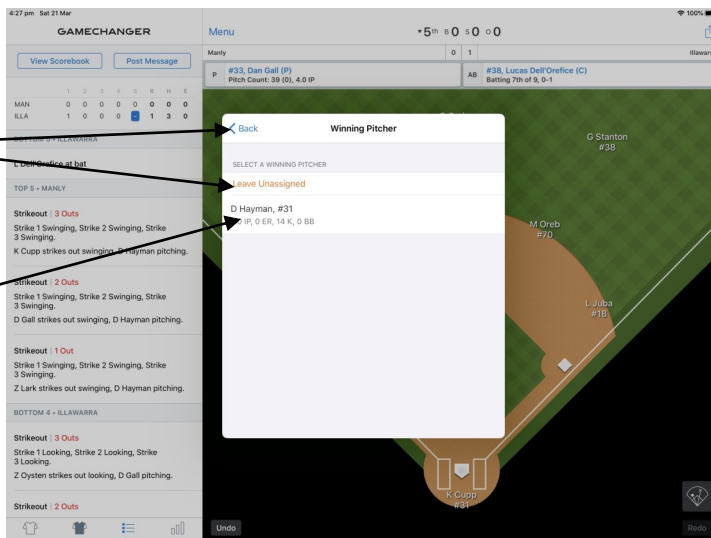 4:27 pm Sat 21 Mar
100%
GAMECHANGER
View Scorebook
Post Message
1 2 3 4 5 R H E
MAN 0 0 0 0 0 0 0 0
ILLA 1 0 0 0 - 1 3 0
BOTTOM 5 • ILLAWARRA
L Dell'Orefice at bat
TOP 5 • MANLY
Strikeout | 3 Outs
Strike 1 Swinging, Strike 2 Swinging, Strike
3 Swinging.
K Cupp strikes out swinging, D Hayman pitching.
Strikeout | 2 Outs
Strike 1 Swinging, Strike 2 Swinging, Strike
3 Swinging.
D Gall strikes out swinging, D Hayman pitching.
Strikeout | 1 Out
Strike 1 Swinging, Strike 2 Swinging, Strike
3 Swinging.
Z Lark strikes out swinging, D Hayman pitching.
BOTTOM 4 • ILLAWARRA
Strikeout | 3 Outs
Strike 1 Looking, Strike 2 Looking, Strike
3 Looking.
Z Oysten strikes out looking, D Gall pitching.
Strikeout | 2 Outs
Menu
5th B 0 S 0 O 0
Manly 0 1 Illawar
P #33, Dan Gall (P)
Pitch Count: 39 (0), 4.0 IP
AB #38, Lucas Dell'Orefice (C)
Batting 7th of 9, 0-1
Back
Winning Pitcher
SELECT A WINNING PITCHER
Leave Unassigned
D Hayman, #31
0 IP, 0 ER, 14 K, 0 BB
G Stanton
#38
M Oreb
#70
L Juba
#18
K Cupp
#31
Undo
Redo